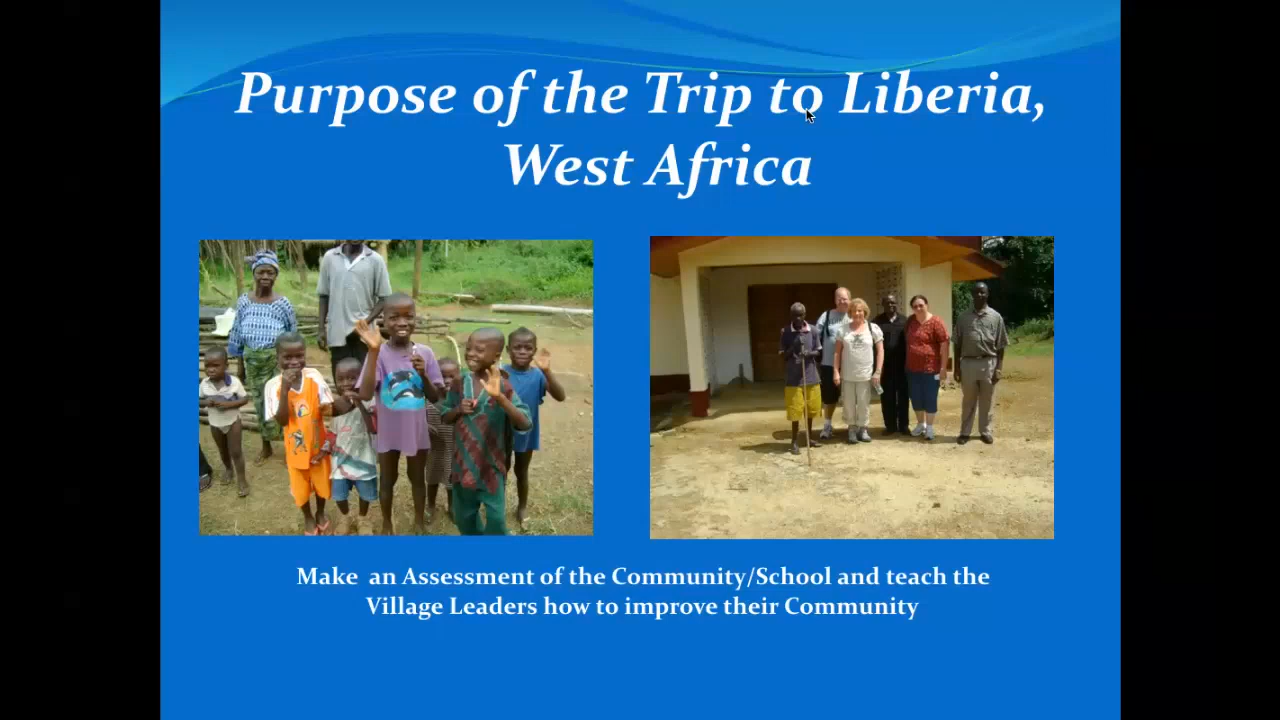 Purpose of the Trip to Liberia,
West Africa
Make an Assessment of the Community/School and teach the
Village Leaders how to improve their Community